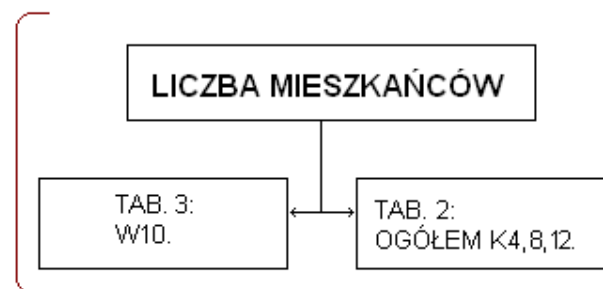 LICZBA MIESZKAŃCÓW
TAB. 3:
W10.
TAB. 2:
OGÓŁEM K4,8,12.